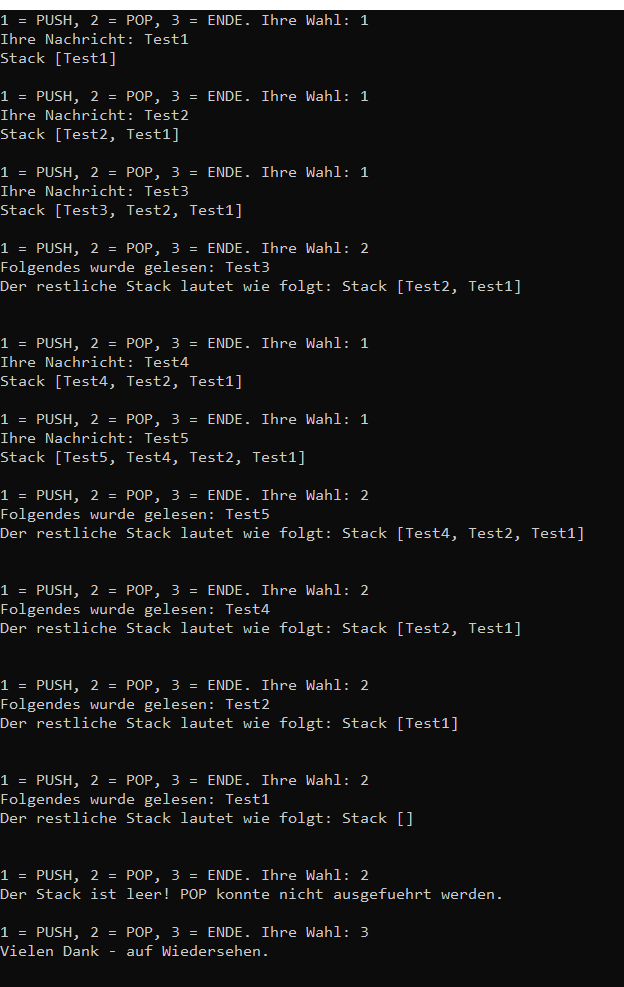 1 = PUSH, 2 = POP, 3 = ENDE. Ihre Wahl: 1
Ihre Nachricht: Test1
Stack [Test1]
1 = PUSH, 2 = POP, 3 = ENDE. Ihre Wahl: 1
Ihre Nachricht: Test2
Stack [Test2, Test1]
1 = PUSH, 2 = POP, 3 = ENDE. Ihre Wahl: 1
Ihre Nachricht: Test3
Stack [Test3, Test2, Test1]
1 = PUSH, 2 = POP, 3 = ENDE. Ihre Wahl: 2
Folgendes wurde gelesen: Test3
Der restliche Stack lautet wie folgt: Stack [Test2, Test1]
1 = PUSH, 2 = POP, 3 = ENDE. Ihre Wahl: 1
Ihre Nachricht: Test4
Stack [Test4, Test2, Test1]
1 = PUSH, 2 = POP, 3 = ENDE. Ihre Wahl: 1
Ihre Nachricht: Test5
Stack [Test5, Test4, Test2, Test1]
1 = PUSH, 2 = POP, 3 = ENDE. Ihre Wahl: 2
Folgendes wurde gelesen: Test5
Der restliche Stack lautet wie folgt: Stack [Test4, Test2, Test1]
1 = PUSH, 2 = POP, 3 = ENDE. Ihre Wahl: 2
Folgendes wurde gelesen: Test4
Der restliche Stack lautet wie folgt: Stack [Test2, Test1]
1 = PUSH, 2 = POP, 3 = ENDE. Ihre Wahl: 2
Folgendes wurde gelesen: Test2
Der restliche Stack lautet wie folgt: Stack [Test1]
1 = PUSH, 2 = POP, 3 = ENDE. Ihre Wahl: 2
Folgendes wurde gelesen: Test1
Der restliche Stack lautet wie folgt: Stack []
1 = PUSH, 2 = POP, 3 = ENDE. Ihre Wahl: 2
Der Stack ist leer! POP konnte nicht ausgefuehrt werden.
1 = PUSH, 2 = POP, 3 = ENDE. Ihre Wahl: 3
Vielen Dank - auf Wiedersehen.